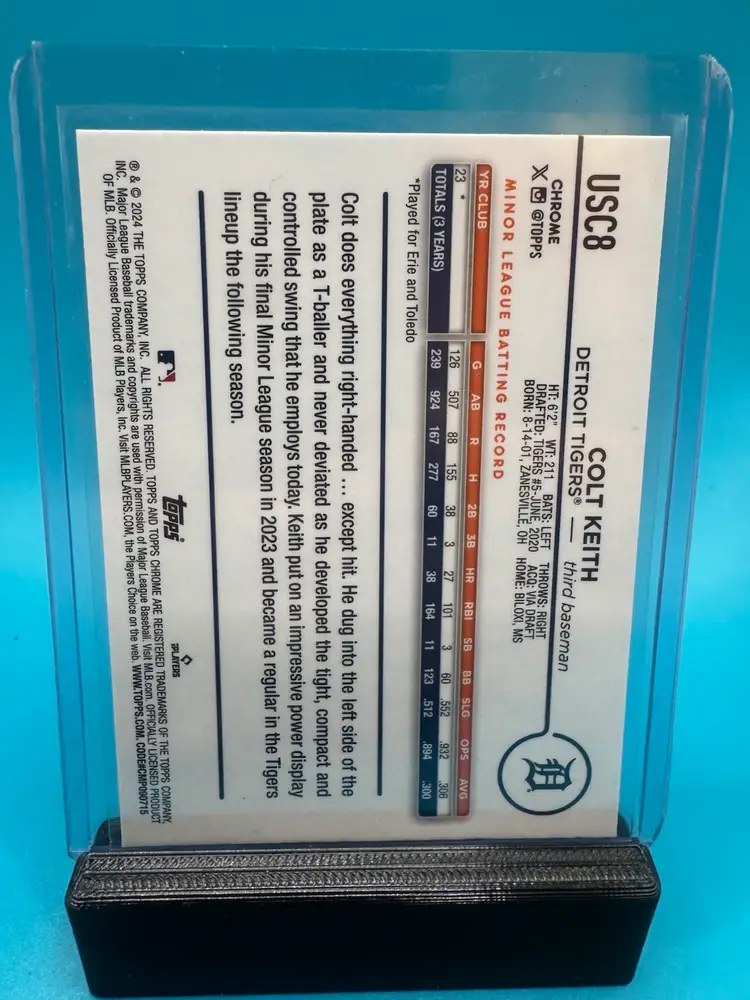 USC8
CHROME
X @TOPPS
COLT KEITH
DETROIT TIGERS® — third baseman
HT: 6'2" WT: 211 BATS: LEFT THROWS: RIGHT
DRAFTED: TIGERS #5-JUNE, 2020 ACQ: VIA DRAFT
BORN: 8-14-01, ZANESVILLE, OH HOME: BILOXI, MS
MINOR LEAGUE BATTING RECORD
YR CLUB G AB R H 2B 3B HR RBI SB BB SLG OPS AVG
23 * 126 507 88 155 38 3 27 101 3 60 .552 .932 .306
TOTALS (3 YEARS) 239 924 167 277 60 11 38 164 11 123 .512 .894 .300
*Played for Erie and Toledo
Colt does everything right-handed ... except hit. He dug into the left side of the
plate as a T-baller and never deviated as he developed the tight, compact and
controlled swing that he employs today. Keith put on an impressive power display
during his final Minor League season in 2023 and became a regular in the Tigers
lineup the following season.
topps
PLAYERS
® & © 2024 THE TOPPS COMPANY, INC. ALL RIGHTS RESERVED. TOPPS AND TOPPS CHROME ARE REGISTERED TRADEMARKS OF THE TOPPS COMPANY,
INC. Major League Baseball trademarks and copyrights are used with permission of Major League Baseball. Visit MLB.com. OFFICIALLY LICENSED PRODUCT
OF MLB. Officially Licensed Product of MLB Players, Inc. Visit MLBPLAYERS.COM, the Players Choice on the web. WWW.TOPPS.COM. CODE#CMP090715